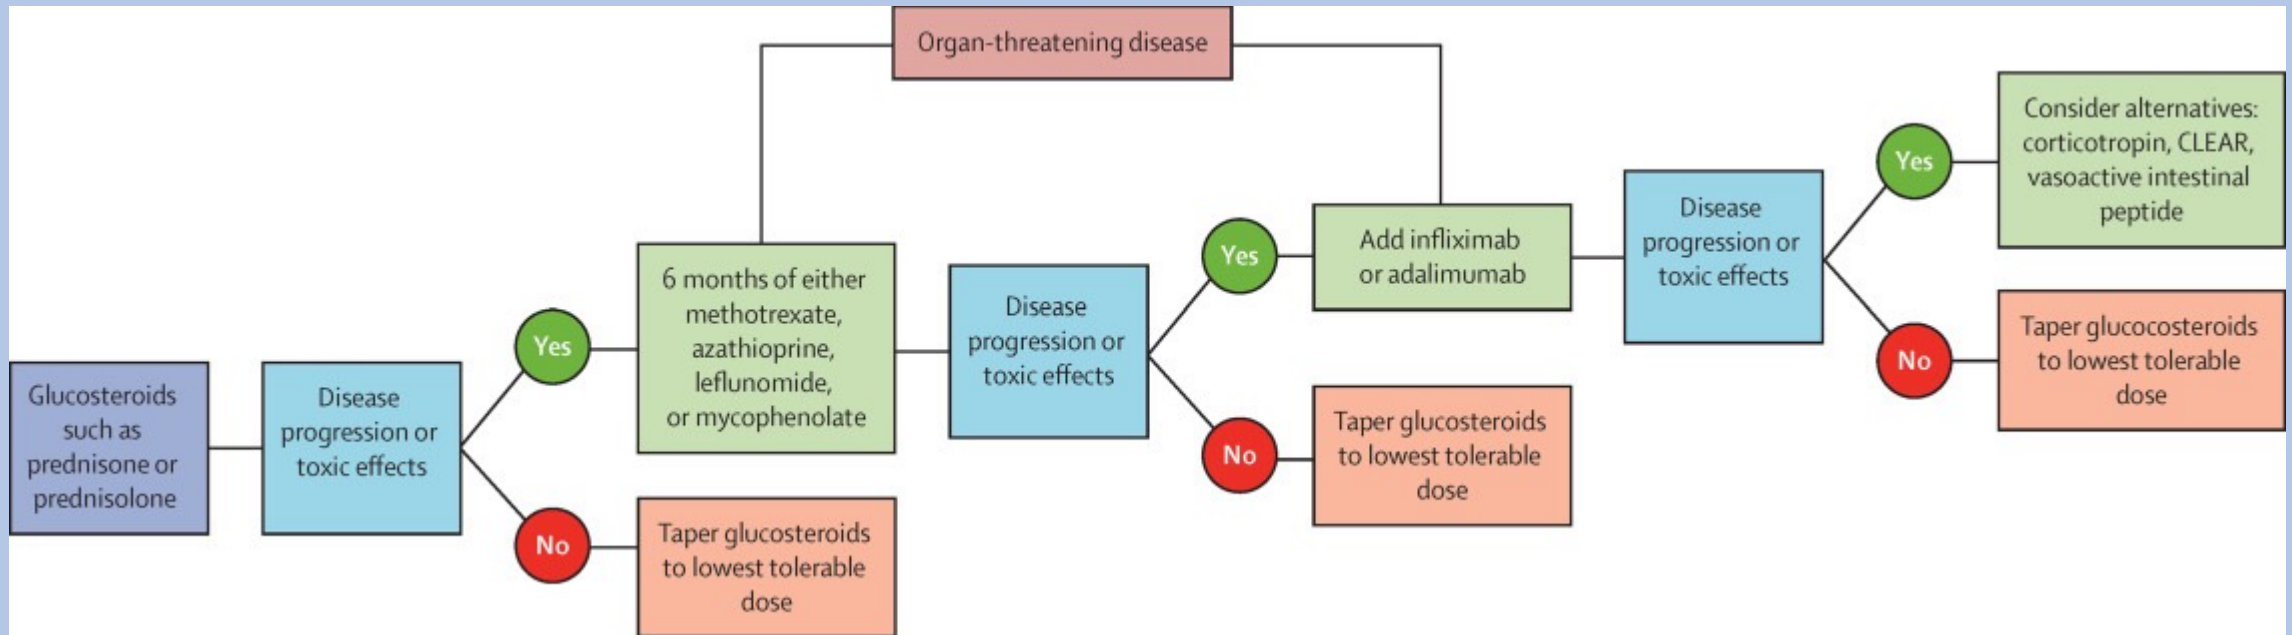 Organ-threatening disease
Glucosteroids
such as
prednisone or
prednisolone
Disease
progression or
toxic effects
Yes
6 months of either
methotrexate,
azathioprine,
leflunomide,
or mycophenolate
No
Taper glucosteroids
to lowest tolerable
dose
Disease
progression or
toxic effects
Yes
Add infliximab
or adalimumab
No
Taper glucosteroids
to lowest tolerable
dose
Disease
progression or
toxic effects
Yes
Consider alternatives:
corticotropin, CLEAR,
vasoactive intestinal
peptide
No
Taper glucocosteroids
to lowest tolerable
dose